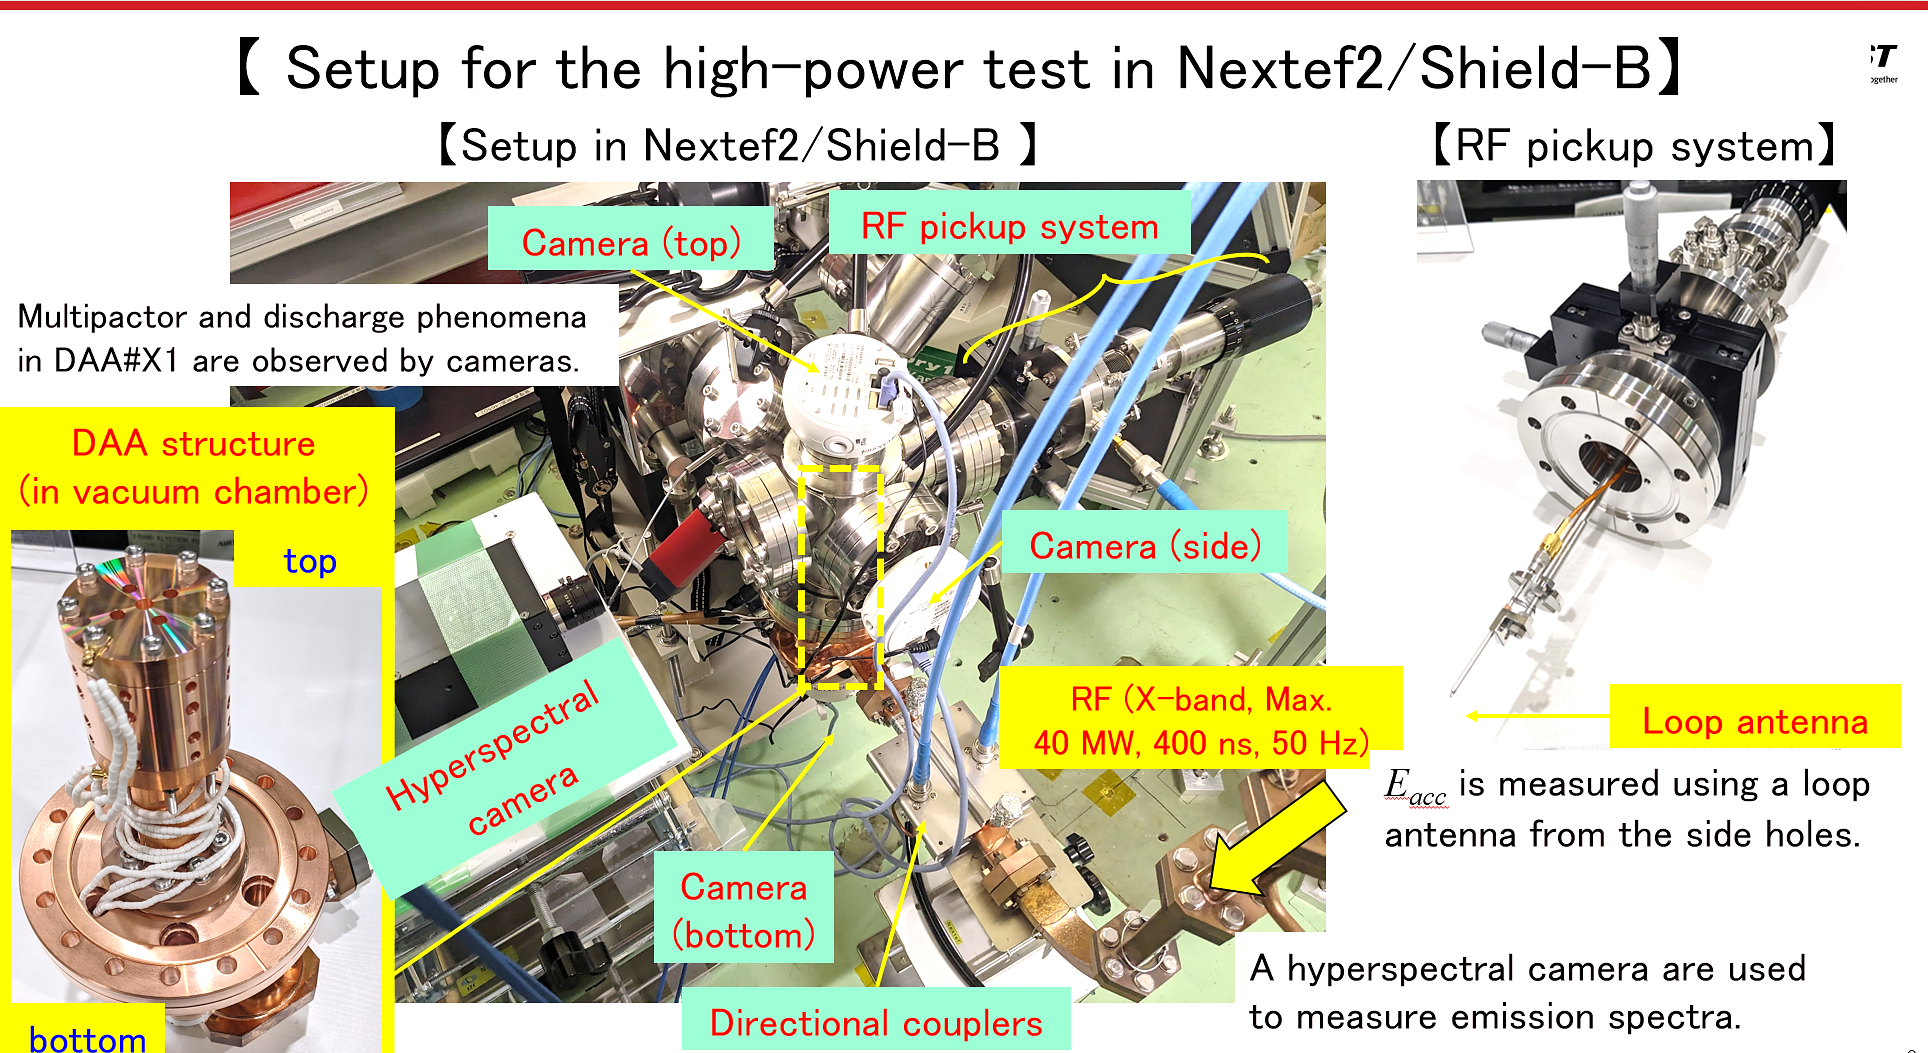 【 Setup for the high-power test in Nextef2/Shield-B】
ST
ogether
【Setup in Nextef2/Shield-B 】
【RF pickup system】
Camera (top)
RF pickup system
Multipactor and discharge phenomena
in DAA#X1 are observed by cameras.
DAA structure
(in vacuum chamber)
top
Camera (side)
Hyperspectral
camera
RF (X-band, Max.
40 MW, 400 ns, 50 Hz)
Loop antenna
E_acc is measured using a loop
antenna from the side holes.
Camera
(bottom)
A hyperspectral camera are used
to measure emission spectra.
Directional couplers
bottom